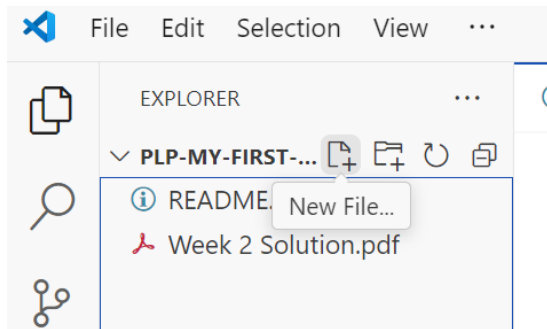 File Edit Selection View ...
EXPLORER ...
PLP-MY-FIRST-...
README.
New File...
Week 2 Solution.pdf